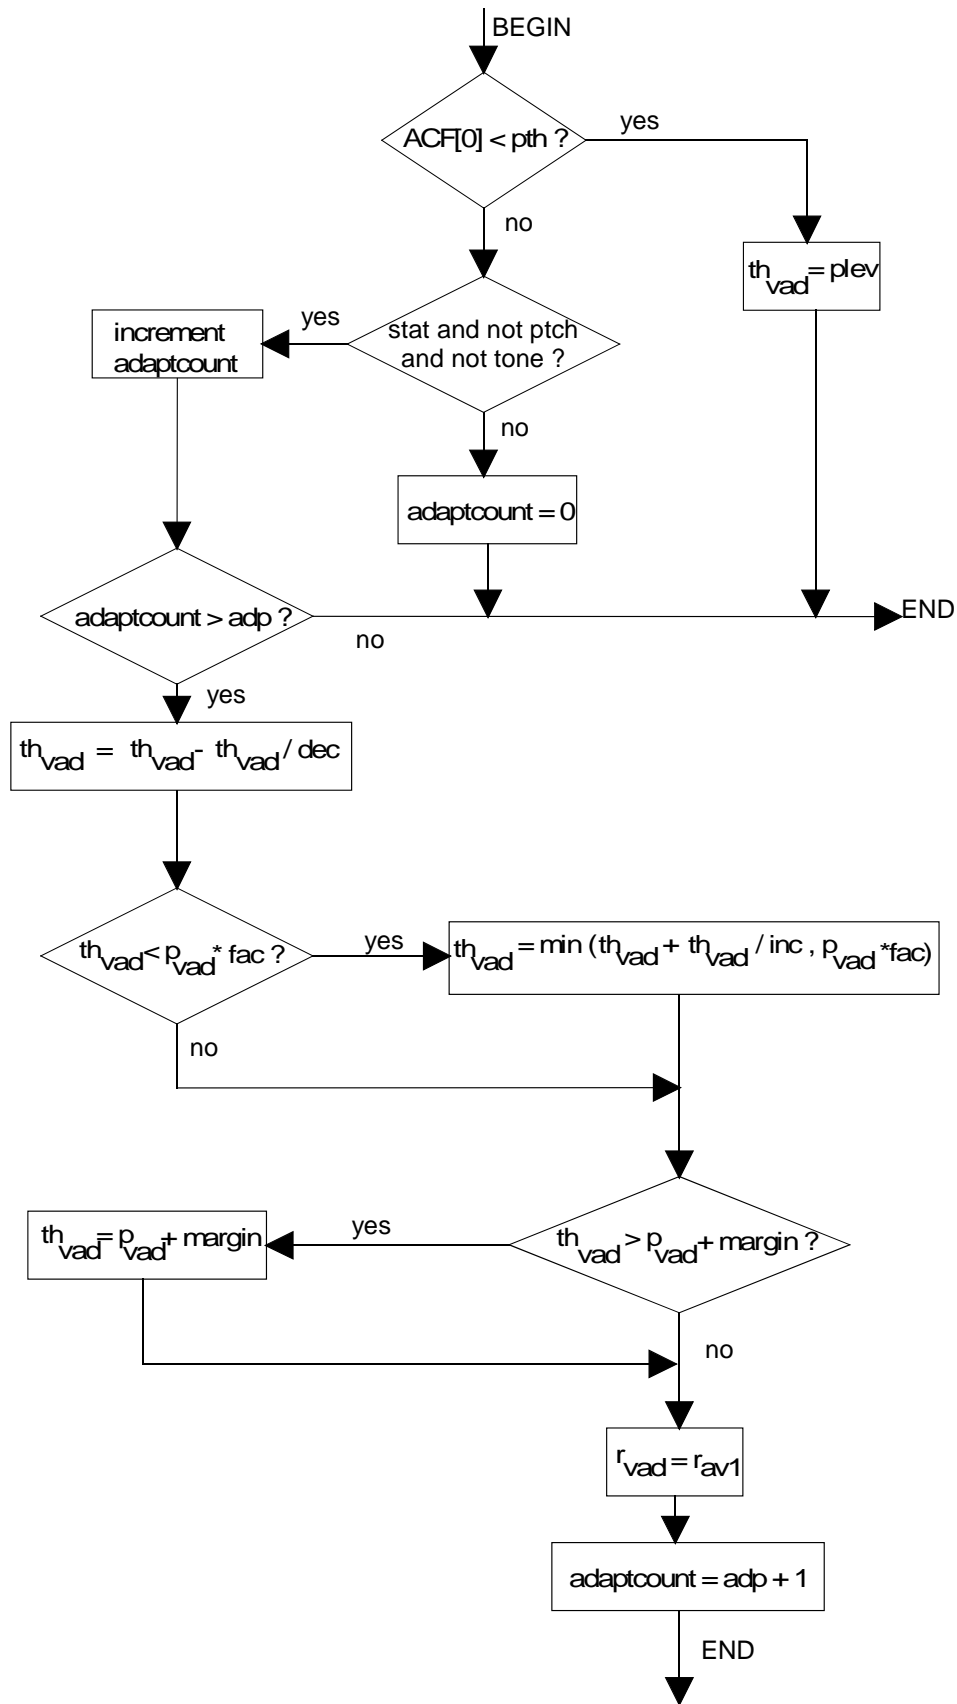 BEGIN
ACF[0] < pth ?
yes
no
th_vad = plev
stat and not ptch
and not tone ?
yes
increment
adaptcount
no
adaptcount = 0
adaptcount > adp ?
no
END
yes
th_vad = th_vad - th_vad / dec
th_vad < p_vad * fac ?
yes
th_vad = min (th_vad + th_vad / inc , p_vad *fac)
no
th_vad > p_vad + margin ?
yes
th_vad = p_vad + margin
no
r_vad = r_av1
adaptcount = adp + 1
END